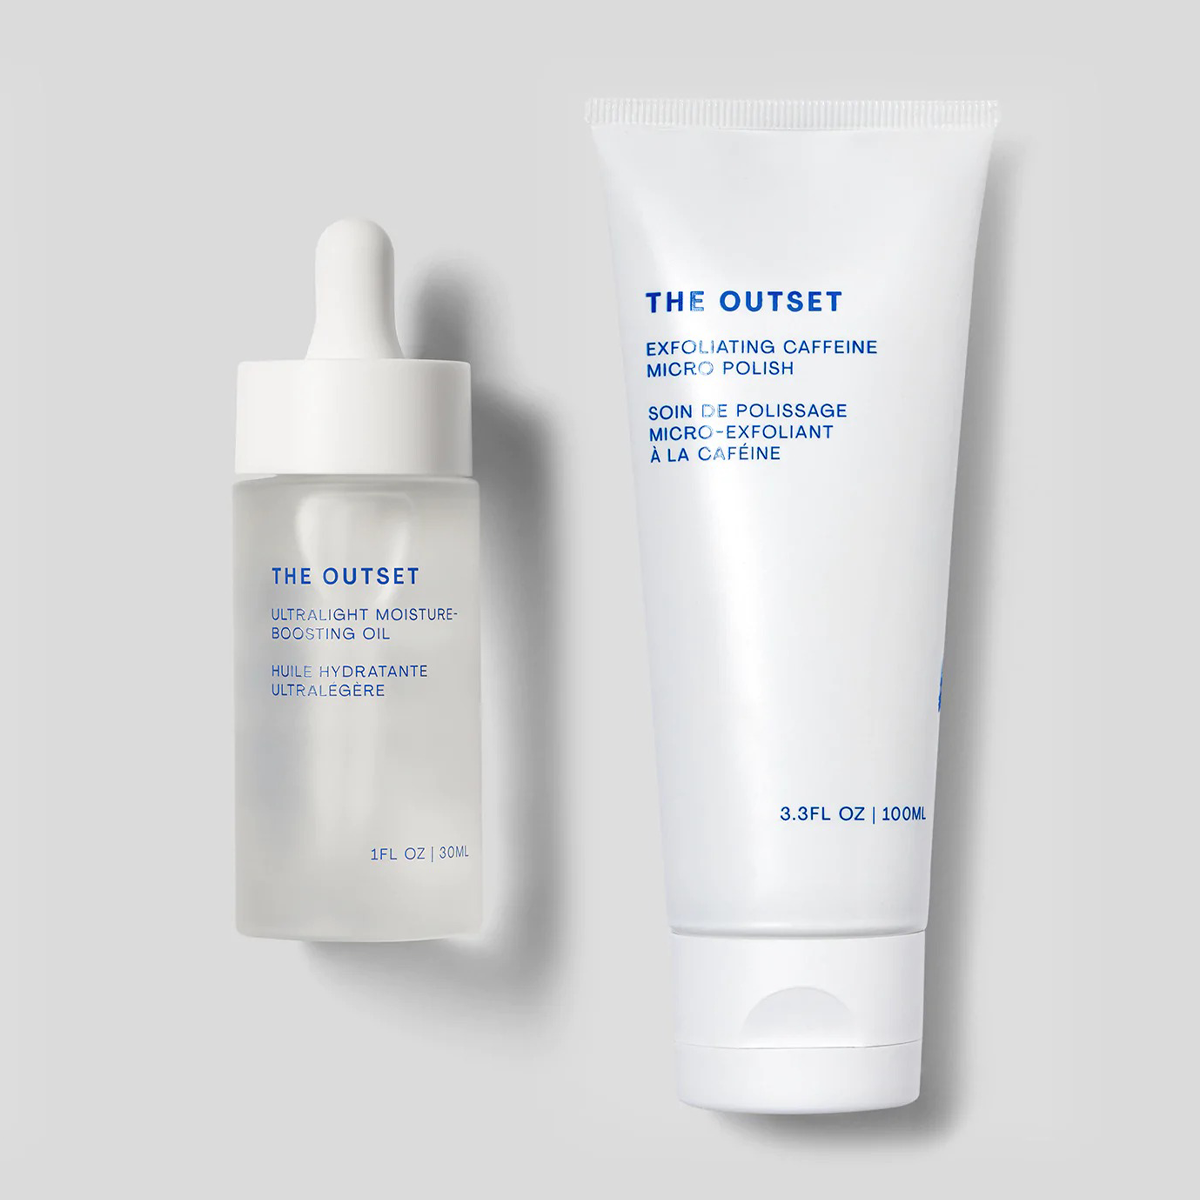 THE OUTSET
ULTRALIGHT MOISTURE-
BOOSTING OIL
HUILE HYDRATANTE
ULTRALÉGÈRE
1FL OZ | 30ML
THE OUTSET
EXFOLIATING CAFFEINE
MICRO POLISH
SOIN DE POLISSAGE
MICRO-EXFOLIANT
À LA CAFÉINE
3.3FL OZ | 100ML